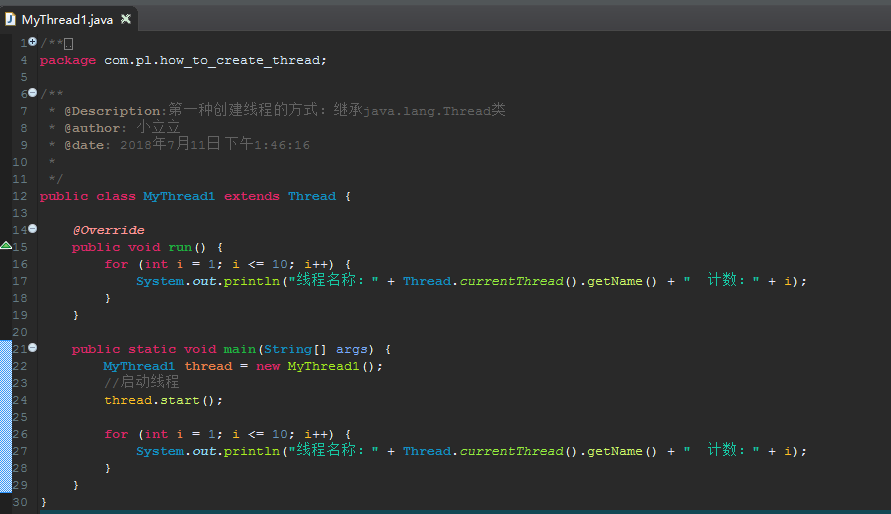 MyThread1.java
1 /**
4 package com.pl.how_to_create_thread;
5
6 /**
7  * @Description:第一种创建线程的方式：继承java.lang.Thread类
8  * @author: 小立立
9  * @date: 2018年7月11日 下午1:46:16
10  *
11  */
12 public class MyThread1 extends Thread {
13
14     @Override
15     public void run() {
16         for (int i = 1; i <= 10; i++) {
17             System.out.println("线程名称：" + Thread.currentThread().getName() + "  计数：" + i);
18         }
19     }
20
21     public static void main(String[] args) {
22         MyThread1 thread = new MyThread1();
23         //启动线程
24         thread.start();
25
26         for (int i = 1; i <= 10; i++) {
27             System.out.println("线程名称：" + Thread.currentThread().getName() + "  计数：" + i);
28         }
29     }
30 }